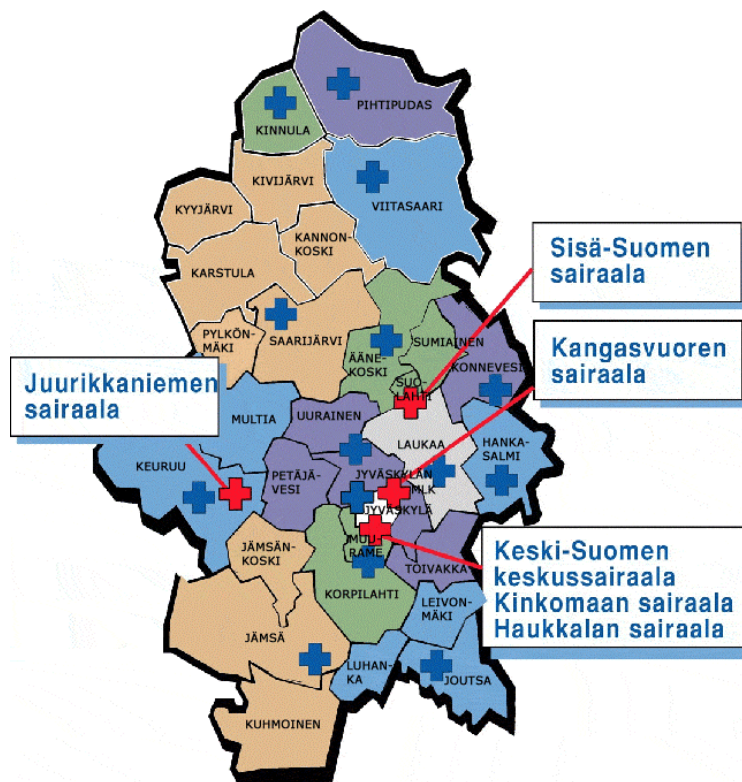 PIHTIPUDAS
KINNULA
KIVIJÄRVI
VIITASAARI
KYYJÄRVI
KANNON-
KOSKI
KARSTULA
Sisä-Suomen
sairaala
PYLKÖN-
MÄKI
SAARIJÄRVI
ÄÄNE-
KOSKI
SUMIAINEN
KONNEVESI
SUO-
LAHTI
Kangasvuoren
sairaala
Juurikkaniemen
sairaala
MULTIA
UURAINEN
LAUKAA
HANKA-
SALMI
KEURUU
PETÄJÄ-
VESI
JYVÄSKYLÄN
MLK
JYVÄSKYLÄ
JÄMSÄN-
KOSKI
MUU-
RAME
TOIVAKKA
Keski-Suomen
keskussairaala
Kinkomaan sairaala
Haukkalan sairaala
KORPILAHTI
LEIVON-
MÄKI
JÄMSÄ
LUHAN-
KA
JOUTSA
KUHMOINEN